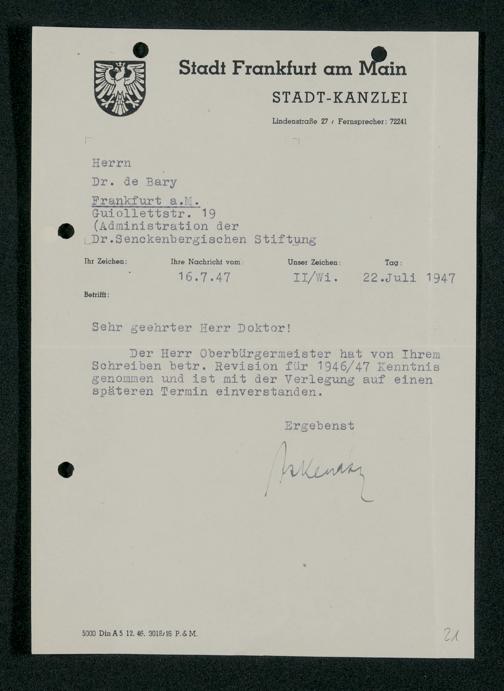 Stadt Frankfurt am Main
STADT-KANZLEI
Lindenstraße 27 / Fernsprecher: 72241
Herrn
Dr. de Bary
Frankfurt a.M.
Guiollettstr. 19
(Administration der
Dr.Senckenbergischen Stiftung
Ihr Zeichen: Ihre Nachricht vom: Unser Zeichen: Tag:
16.7.47 II/Wi. 22.Juli 1947
Betrifft:
Sehr geehrter Herr Doktor!
Der Herr Oberbürgermeister hat von Ihrem
Schreiben betr. Revision für 1946/47 Kenntnis
genommen und ist mit der Verlegung auf einen
späteren Termin einverstanden.
Ergebenst
Askenasy
5000 Din A 5 12. 46. 3018/16 P. & M.
21